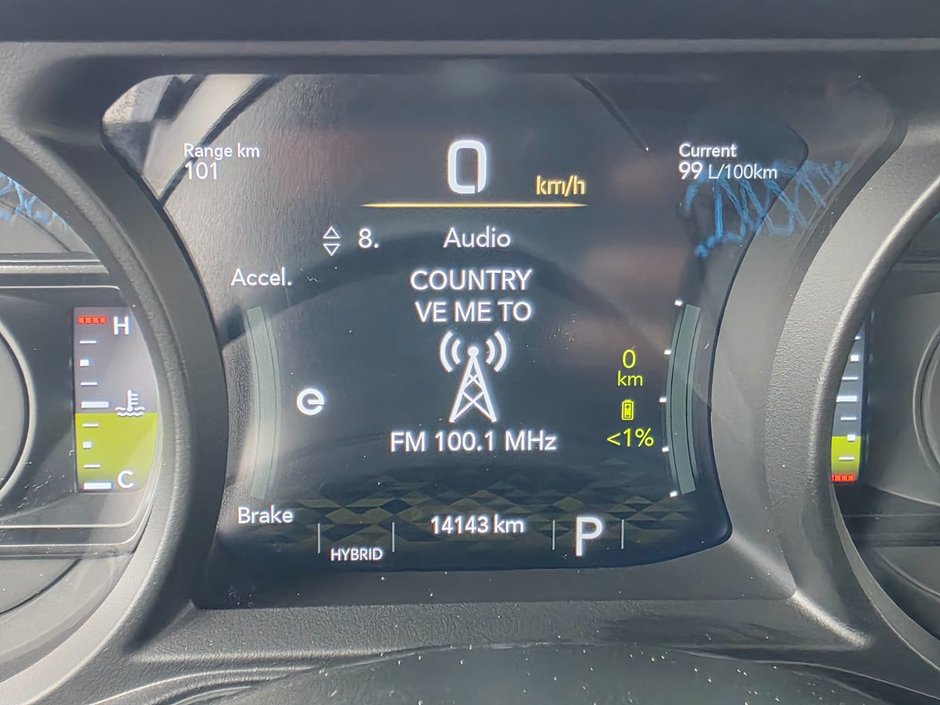 Range km
101
0
km/h
Current
99 L/100km
8.
Audio
Accel.
COUNTRY
VE ME TO
H
0
km
e
FM 100.1 MHz
<1%
C
Brake
HYBRID
14143 km
P